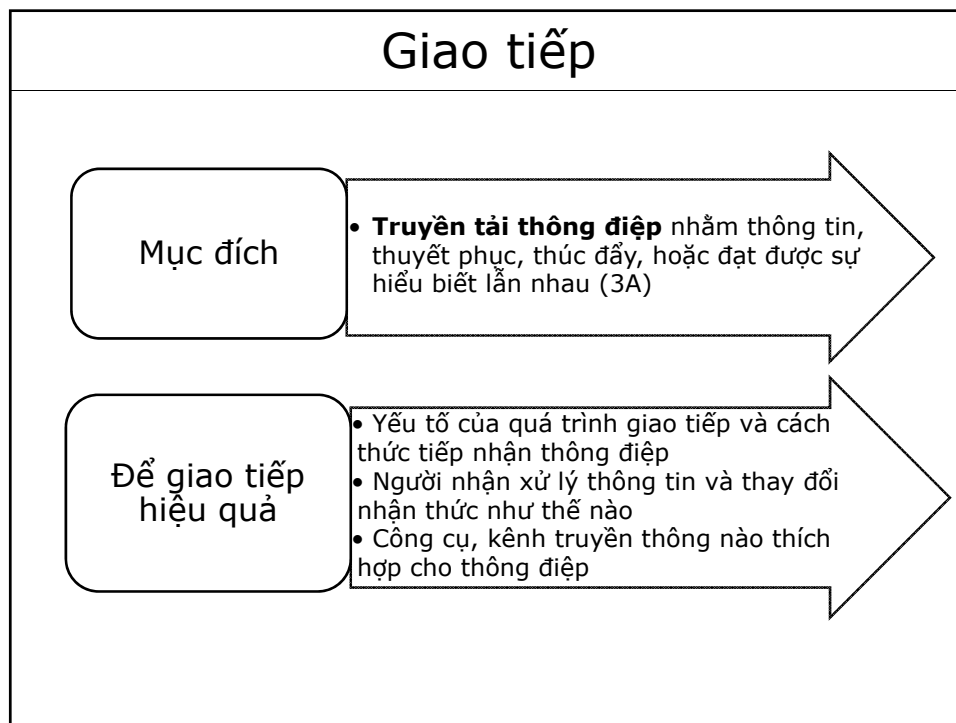 Giao tiếp
Mục đích
• Truyền tải thông điệp nhằm thông tin,
thuyết phục, thúc đẩy, hoặc đạt được sự
hiểu biết lẫn nhau (3A)
Để giao tiếp
hiệu quả
• Yếu tố của quá trình giao tiếp và cách
thức tiếp nhận thông điệp
• Người nhận xử lý thông tin và thay đổi
nhận thức như thế nào
• Công cụ, kênh truyền thông nào thích
hợp cho thông điệp